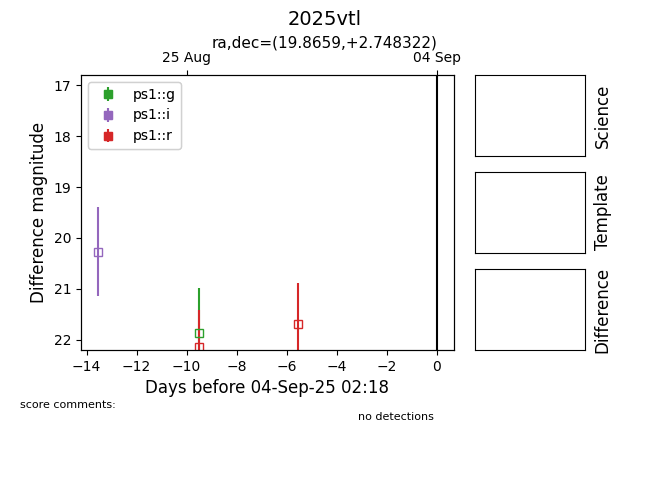 2025vtl
ra,dec=(19.8659,+2.748322)
25 Aug
04 Sep
ps1::g
ps1::i
ps1::r
17
18
19
20
21
22
Difference magnitude
−14
−12
−10
−8
−6
−4
−2
0
Days before 04-Sep-25 02:18
Science
Template
Difference
score comments:
no detections